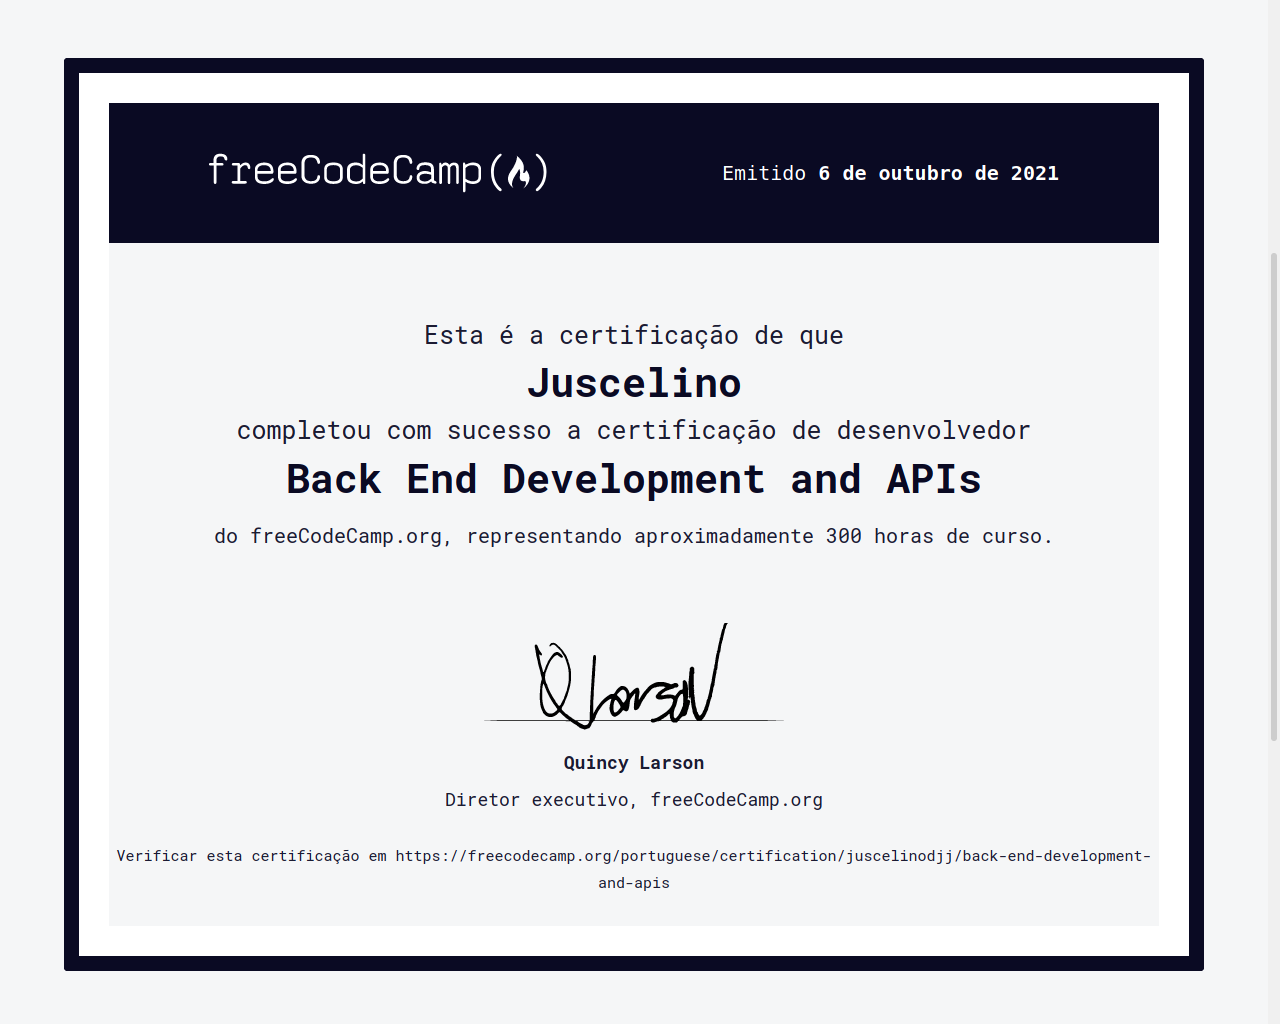 freeCodeCamp
Emitido 6 de outubro de 2021
Esta é a certificação de que
Juscelino
completou com sucesso a certificação de desenvolvedor
Back End Development and APIs
do freeCodeCamp.org, representando aproximadamente 300 horas de curso.
Q Larson
Quincy Larson
Diretor executivo, freeCodeCamp.org
Verificar esta certificação em https://freecodecamp.org/portuguese/certification/juscelinodjj/back-end-development-
and-apis